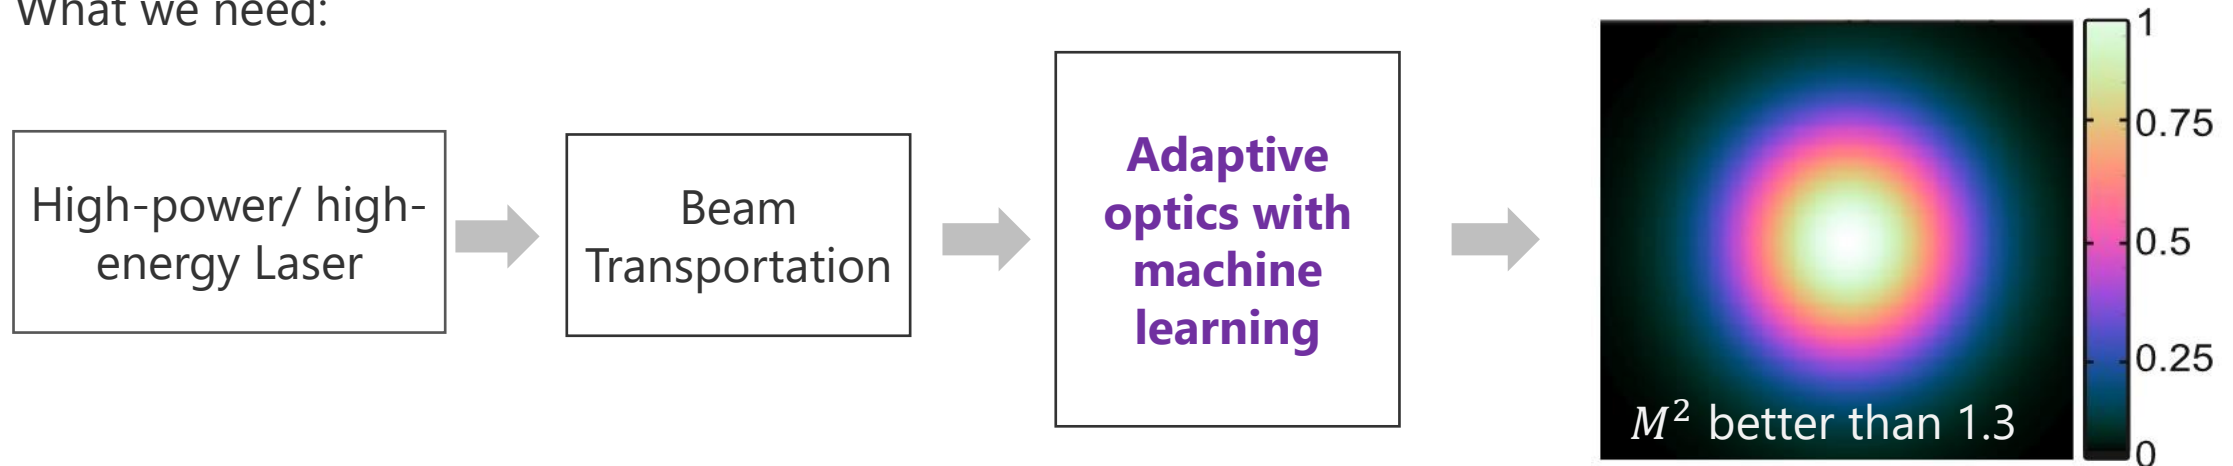 What we need:
High-power/ high-
energy Laser
Beam
Transportation
Adaptive
optics with
machine
learning
M² better than 1.3
1
0.75
0.5
0.25
0